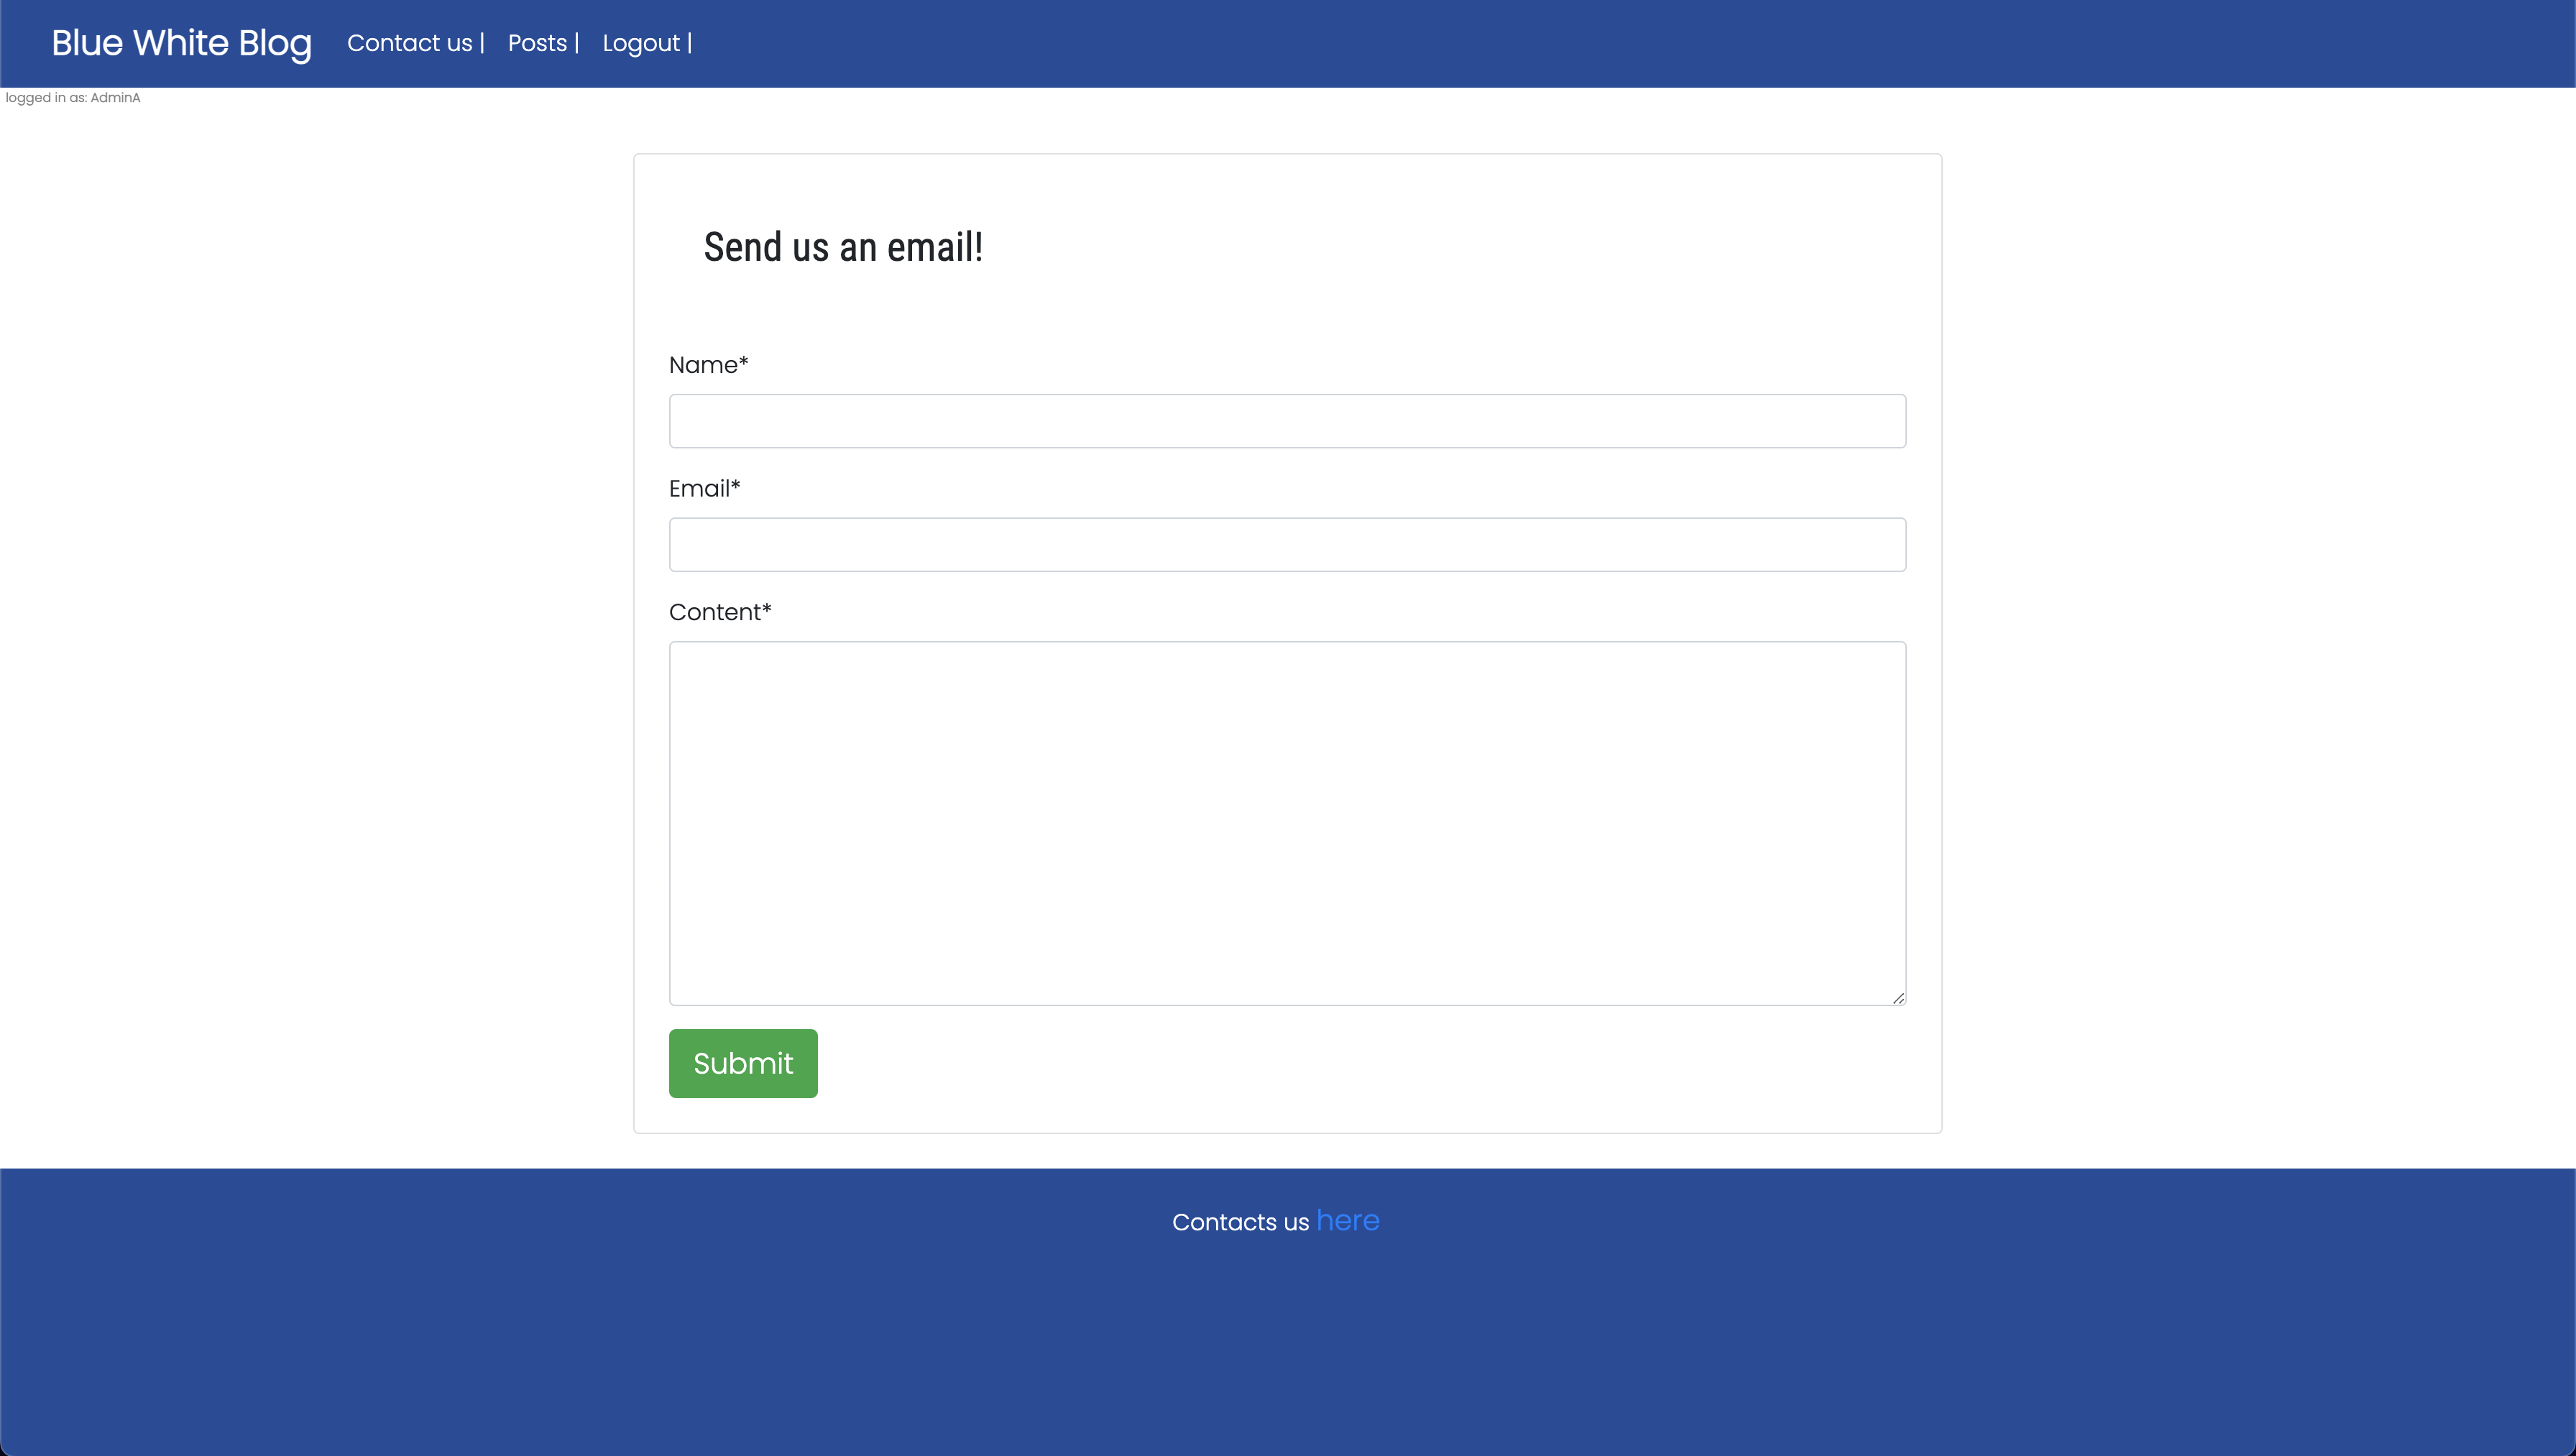 Blue White Blog Contact us | Posts | Logout |
logged in as: AdminA
Send us an email!
Name*
Email*
Content*
Submit
Contacts us here